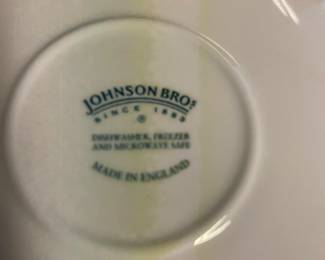 JOHNSON BROS
SINCE 1883
®
DISHWASHER, FREEZER
AND MICROWAVE SAFE
MADE IN ENGLAND